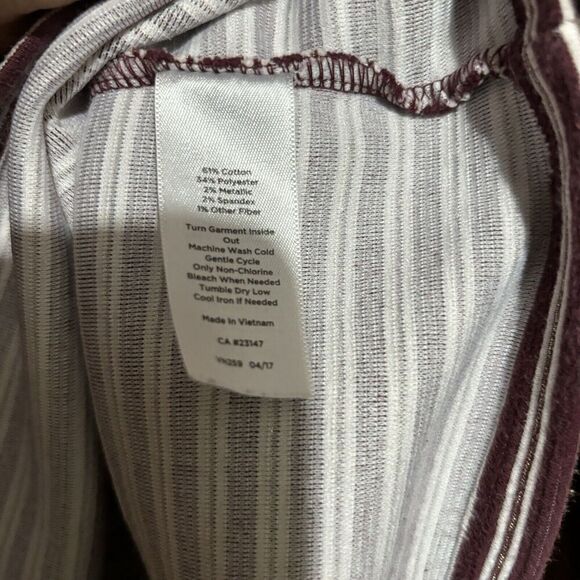 61% Cotton
34% Polyester
2% Metallic
2% Spandex
1% Other Fiber
Turn Garment Inside
Out
Machine Wash Cold
Gentle Cycle
Only Non-Chlorine
Bleach When Needed
Tumble Dry Low
Cool Iron If Needed
Made In Vietnam
CA #23147
VN259 04/17